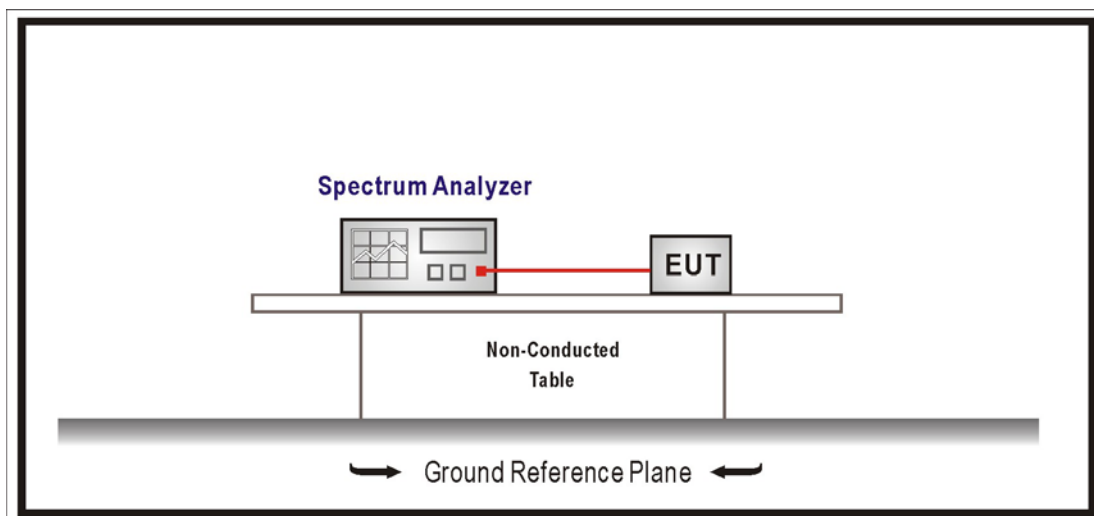 Spectrum Analyzer
EUT
Non-Conducted
Table
Ground Reference Plane